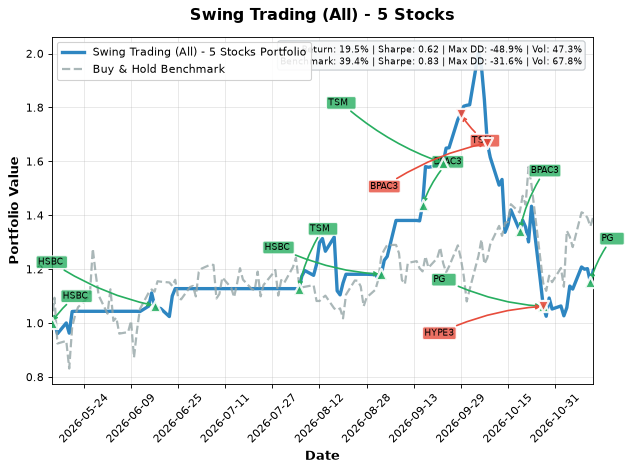 Swing Trading (All) - 5 Stocks
Swing Trading (All) - 5 Stocks Portfolio
Buy & Hold Benchmark
19.5% | Sharpe: 0.62 | Max DD: -48.9% | Vol: 47.3%
Benchmark: 39.4% | Sharpe: 0.83 | Max DD: -31.6% | Vol: 67.8%
2.0
1.8
1.6
1.4
1.2
1.0
0.8
Portfolio Value
TSM
BPAC3
BPAC3
BPAC3
TSM
HSBC
HSBC
HSBC
PG
PG
HYPE3
2026-05-24
2026-06-09
2026-06-25
2026-07-11
2026-07-27
2026-08-12
2026-08-28
2026-09-13
2026-09-29
2026-10-15
2026-10-31
Date